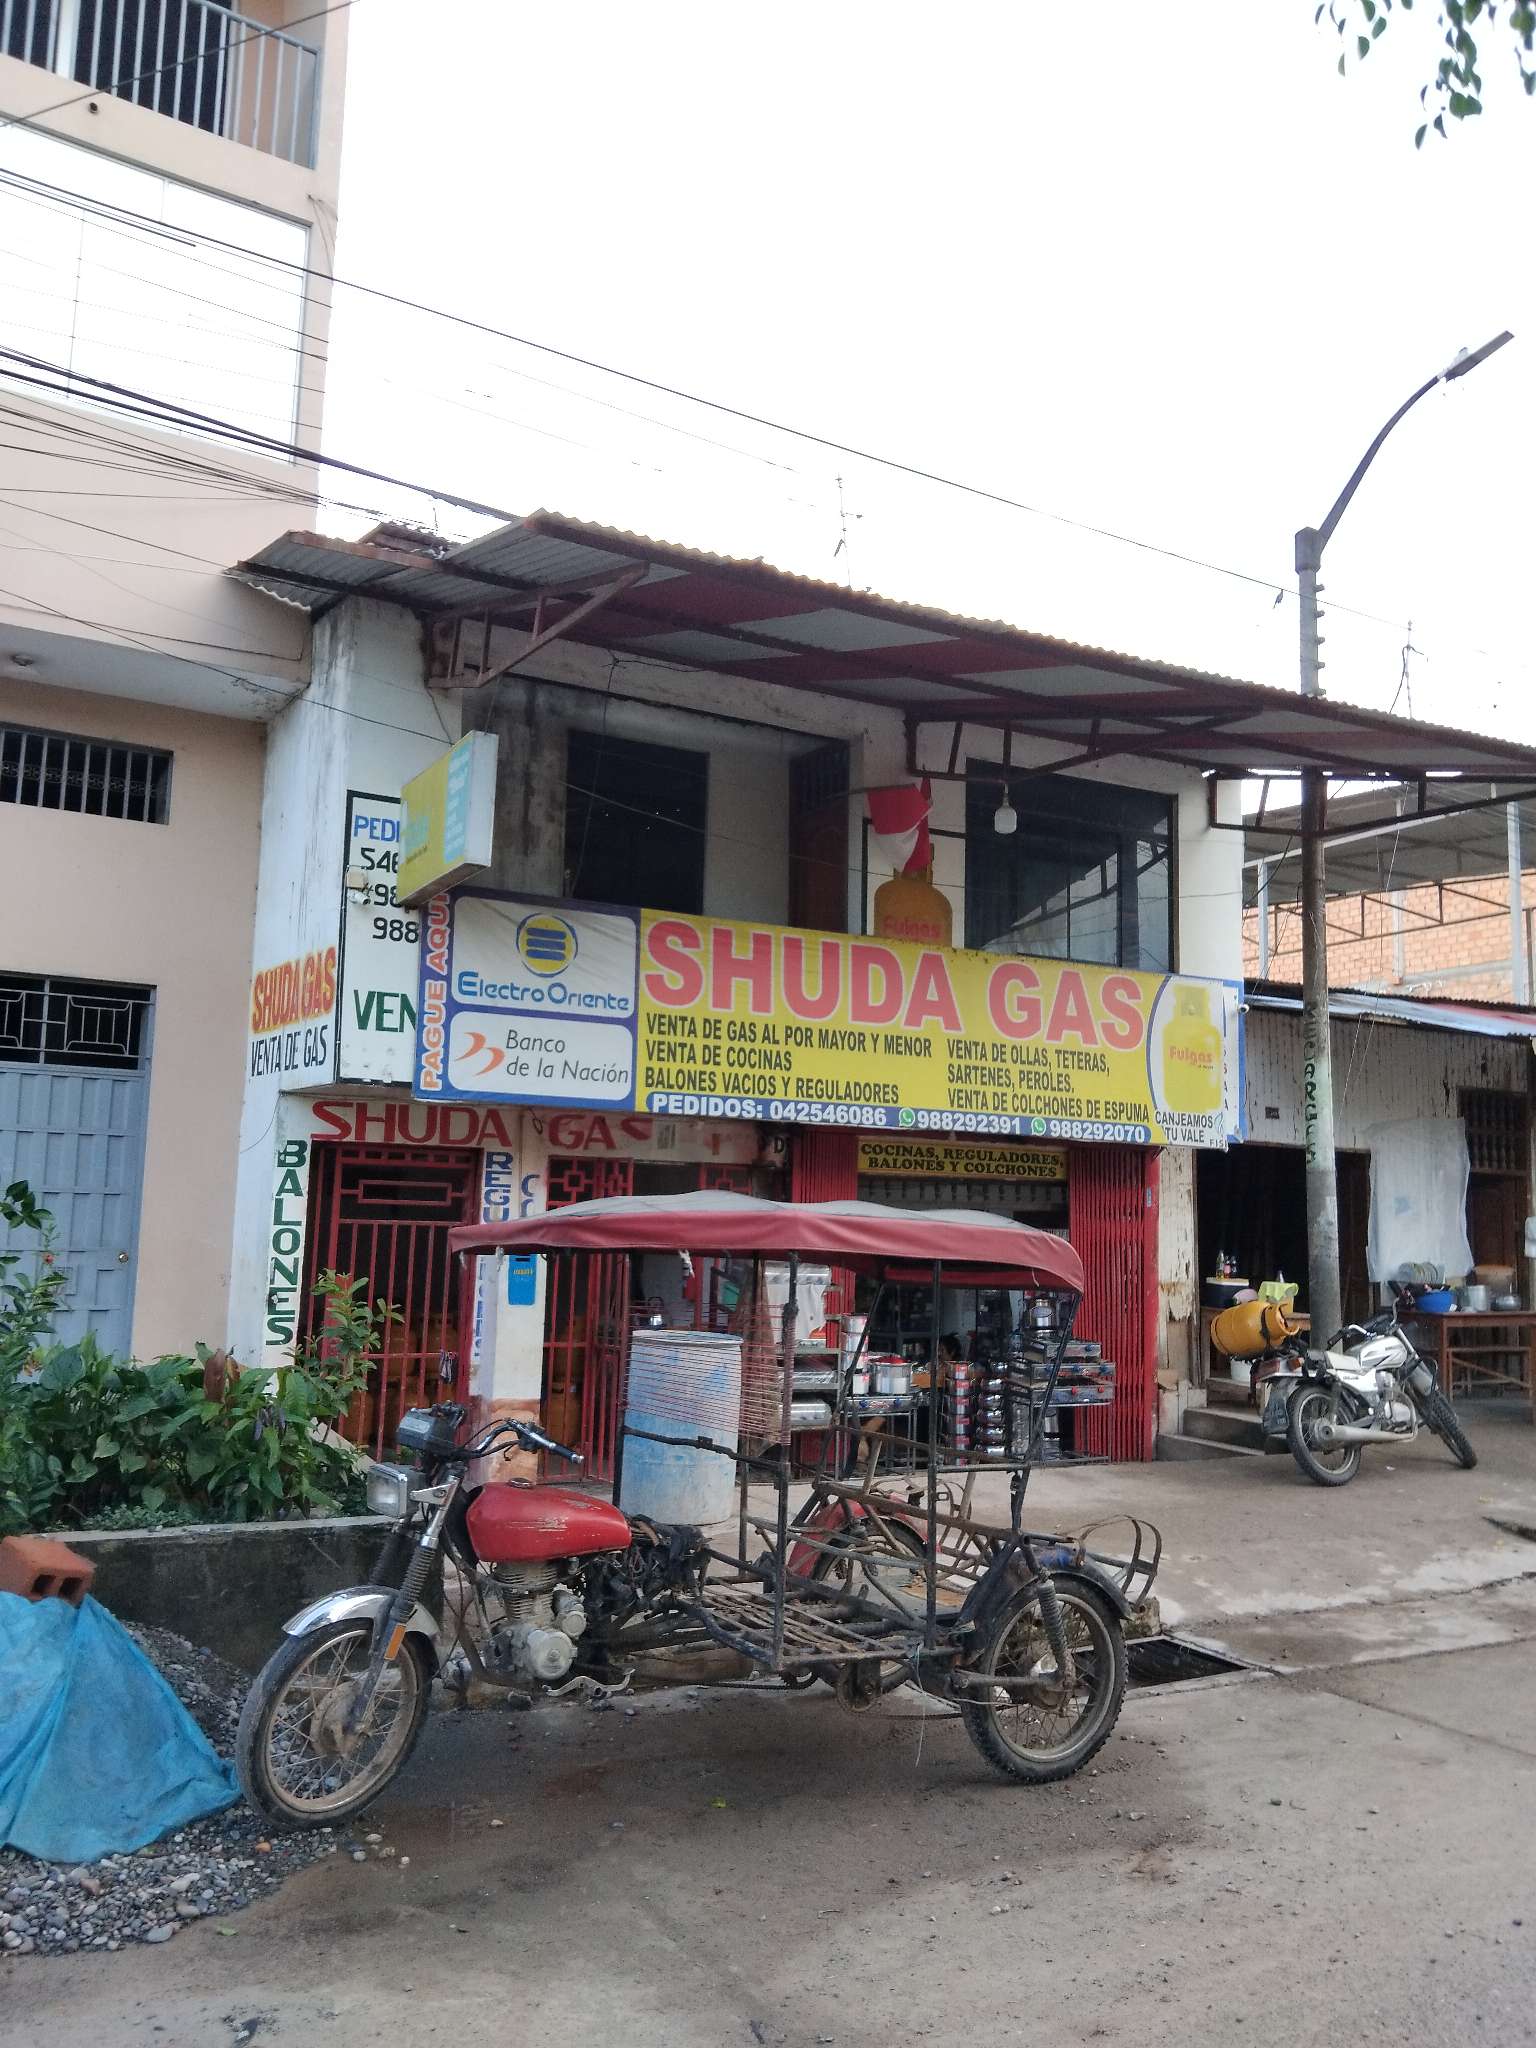 PEDI
546
98
988
VEN
SHUDA GAS
VENTA DE GAS
PAGUE AQUI
Electro Oriente
Banco
de la Nación
Fulgas
SHUDA GAS
VENTA DE GAS AL POR MAYOR Y MENOR
VENTA DE COCINAS
BALONES VACIOS Y REGULADORES
VENTA DE OLLAS, TETERAS,
SARTENES, PEROLES.
VENTA DE COLCHONES DE ESPUMA
PEDIDOS: 042546086 988292391 988292070
Fulgas
CANJEAMOS
TU VALE
FISE
SHUDA GAS
BALONES
REGU
COCINAS, REGULADORES,
BALONES Y COLCHONES